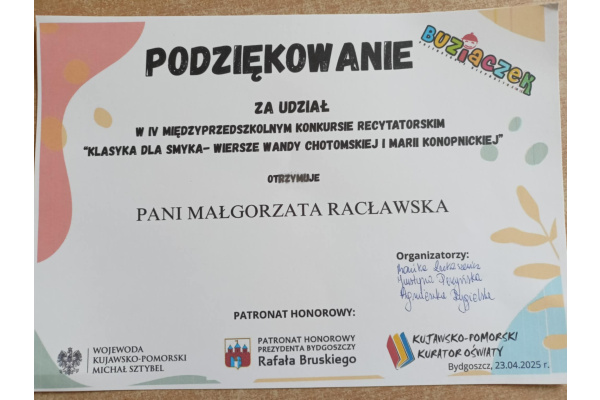 PODZIĘKOWANIE
BUZIACZEK
ZA UDZIAŁ
W IV MIĘDZYPRZEDSZKOLNYM KONKURSIE RECYTATORSKIM
"KLASYKA DLA SMYKA- WIERSZE WANDY CHOTOMSKIEJ I MARII KONOPNICKIEJ"
OTRZYMUJE
PANI MAŁGORZATA RACŁAWSKA
Organizatorzy:
PATRONAT HONOROWY:
WOJEWODA
KUJAWSKO-POMORSKI
MICHAŁ SZTYBEL
PATRONAT HONOROWY
PREZYDENTA BYDGOSZCZY
Rafała Bruskiego
KUJAWSKO-POMORSKI
KURATOR OŚWIATY
Bydgoszcz, 23.04.2025 r.